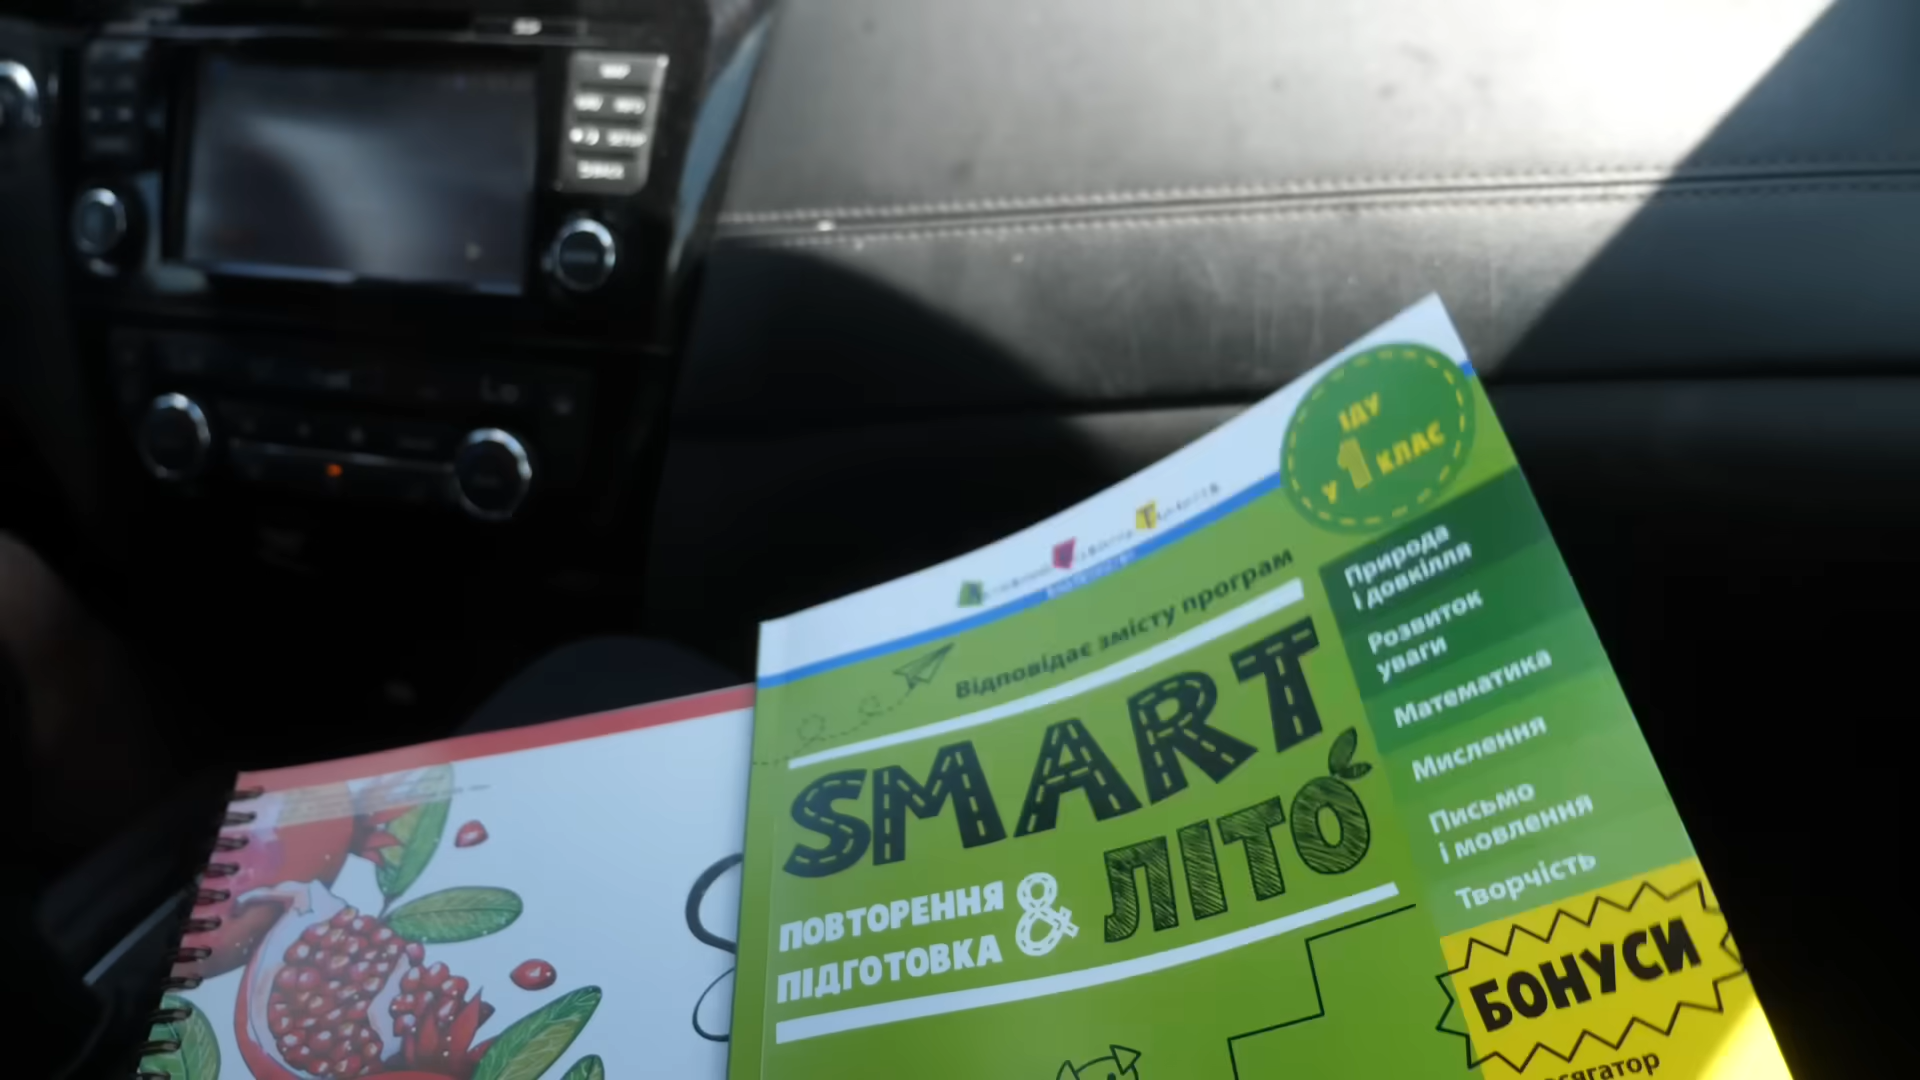 ІДУ
У 1 КЛАС
Відповідає змісту програм
SMART
ЛІТО
ПОВТОРЕННЯ
&
ПІДГОТОВКА
Природа
і довкілля
Розвиток
уваги
Математика
Мислення
Письмо
і мовлення
Творчість
БОНУСИ